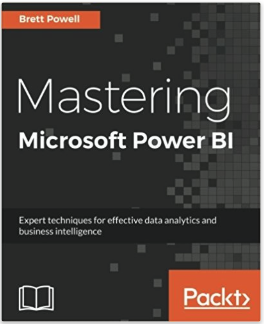 Brett Powell
Mastering
Microsoft Power BI
Expert techniques for effective data analytics and
business intelligence
Packt>